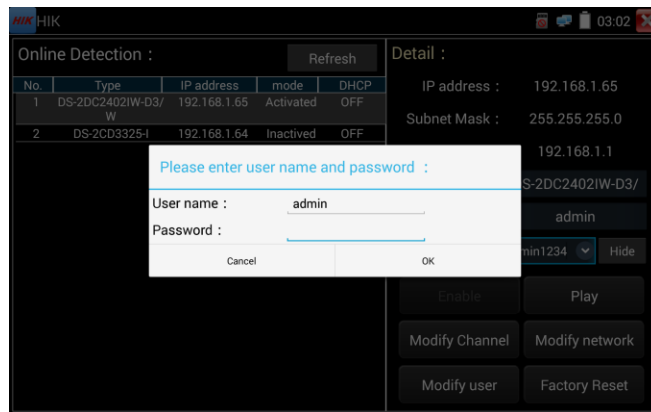 HIK HIK 03:02
Online Detection : Refresh
No. Type IP address mode DHCP
1 DS-2DC2402IW-D3/ 192.168.1.65 Activated OFF
W
2 DS-2CD3325-I 192.168.1.64 Inactived OFF
Detail :
IP address : 192.168.1.65
Subnet Mask : 255.255.255.0
192.168.1.1
S-2DC2402IW-D3/
admin
min1234 Hide
Enable Play
Modify Channel Modify network
Modify user Factory Reset
Please enter user name and password :
User name : admin
Password :
Cancel OK